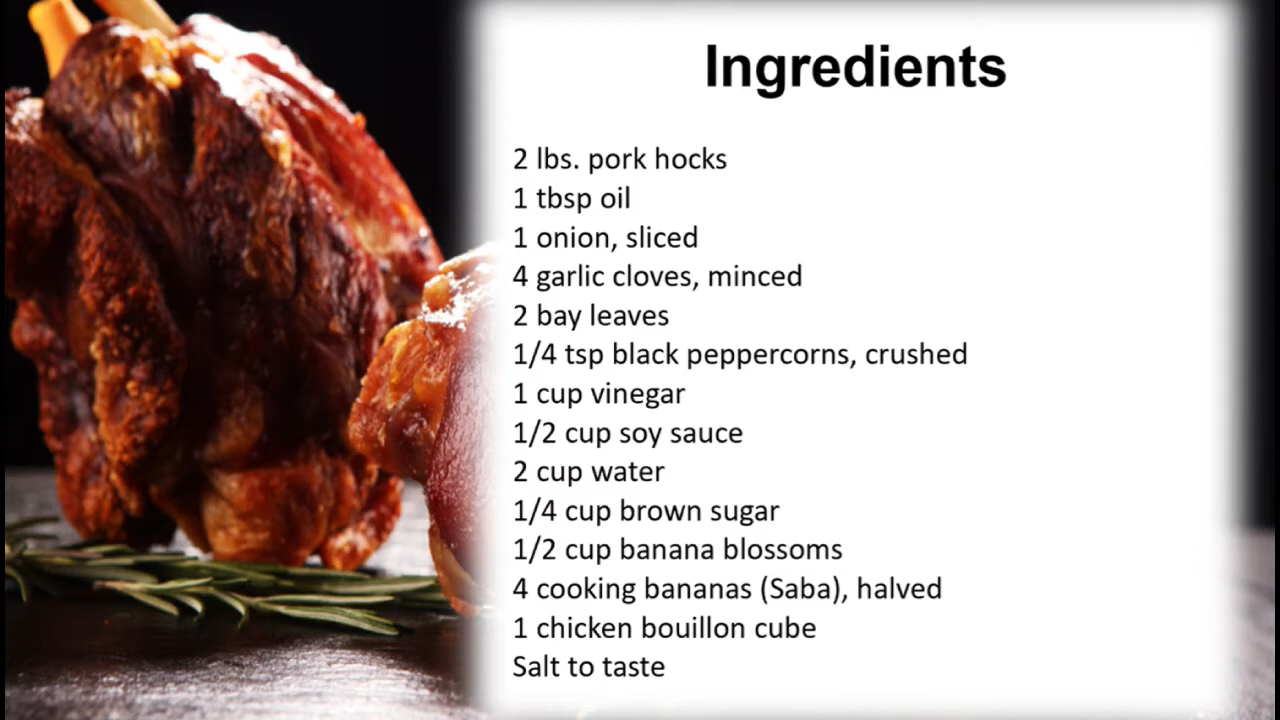 Ingredients
2 lbs. pork hocks
1 tbsp oil
1 onion, sliced
4 garlic cloves, minced
2 bay leaves
1/4 tsp black peppercorns, crushed
1 cup vinegar
1/2 cup soy sauce
2 cup water
1/4 cup brown sugar
1/2 cup banana blossoms
4 cooking bananas (Saba), halved
1 chicken bouillon cube
Salt to taste